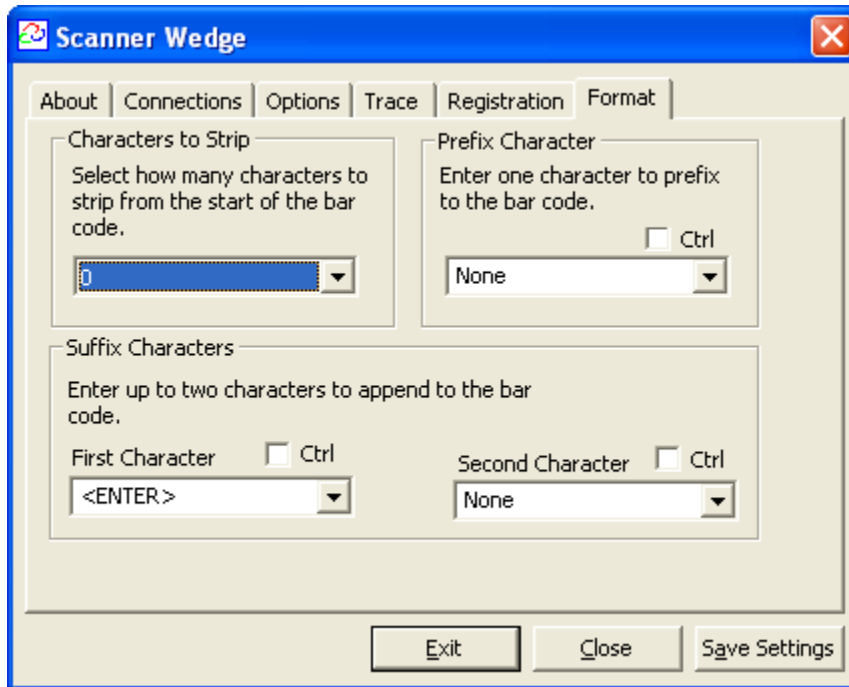 Scanner Wedge
About Connections Options Trace Registration Format
Characters to Strip
Select how many characters to
strip from the start of the bar
code.
0
Prefix Character
Enter one character to prefix
to the bar code.
Ctrl
None
Suffix Characters
Enter up to two characters to append to the bar
code.
First Character Ctrl
<ENTER>
Second Character Ctrl
None
Exit Close Save Settings